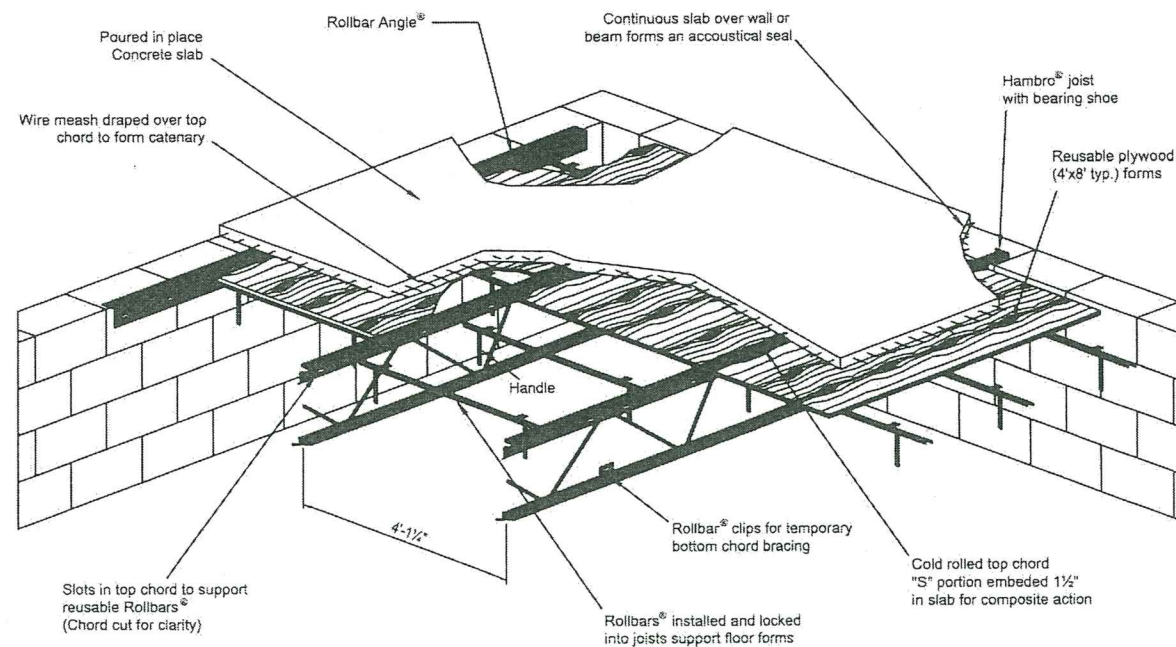 Rollbar Angle®
Continuous slab over wall or
beam forms an accoustical seal
Poured in place
Concrete slab
Hambro® joist
with bearing shoe
Wire meash draped over top
chord to form catenary
Reusable plywood
(4'x8' typ.) forms
Handle
4'-1¼"
Rollbar® clips for temporary
bottom chord bracing
Cold rolled top chord
"S" portion embeded 1½"
in slab for composite action
Slots in top chord to support
reusable Rollbars®
(Chord cut for clarity)
Rollbars® installed and locked
into joists support floor forms